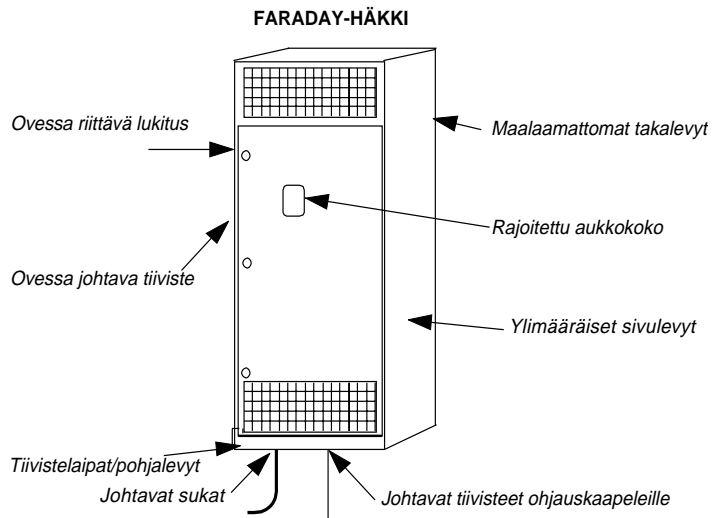 FARADAY-HÄKKI
Ovessa riittävä lukitus
Maalaamattomat takalevyt
Rajoitettu aukkokoko
Ovessa johtava tiiviste
Ylimääräiset sivulevyt
Tiivistelaipat/pohjalevyt
Johtavat sukat
Johtavat tiivisteet ohjauskaapeleille